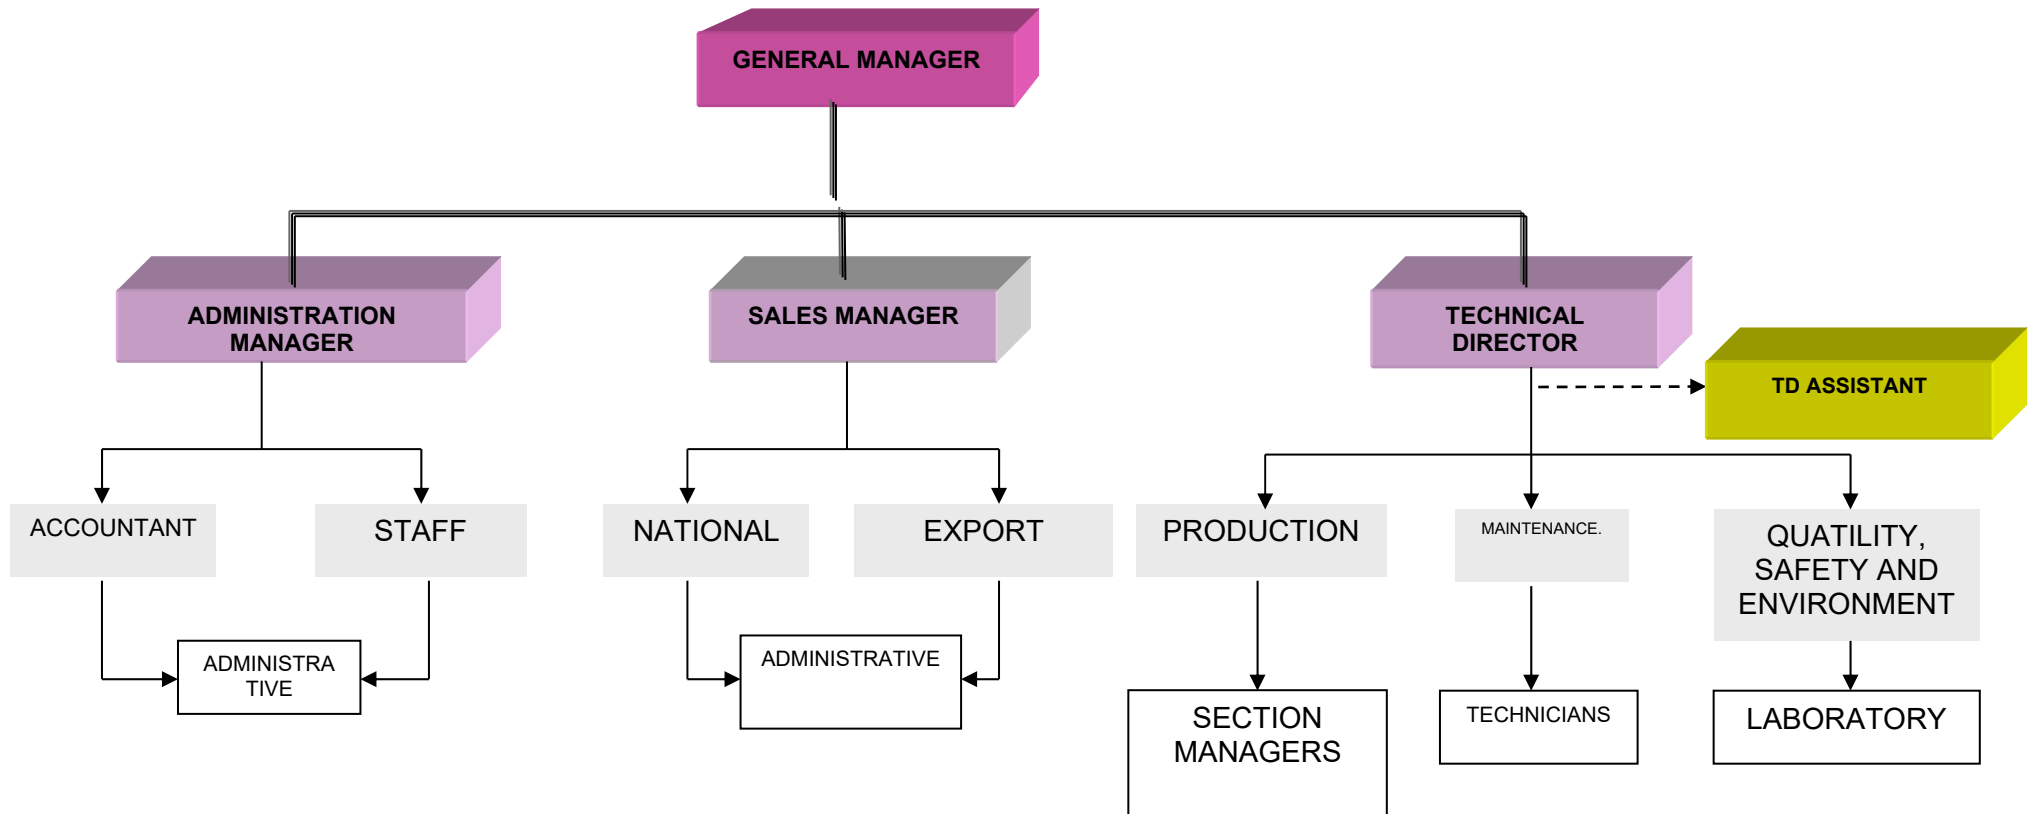 GENERAL MANAGER
ADMINISTRATION
MANAGER
SALES MANAGER
TECHNICAL
DIRECTOR
TD ASSISTANT
ACCOUNTANT
STAFF
NATIONAL
EXPORT
PRODUCTION
MAINTENANCE.
QUATILITY,
SAFETY AND
ENVIRONMENT
ADMINISTRA
TIVE
ADMINISTRATIVE
SECTION
MANAGERS
TECHNICIANS
LABORATORY